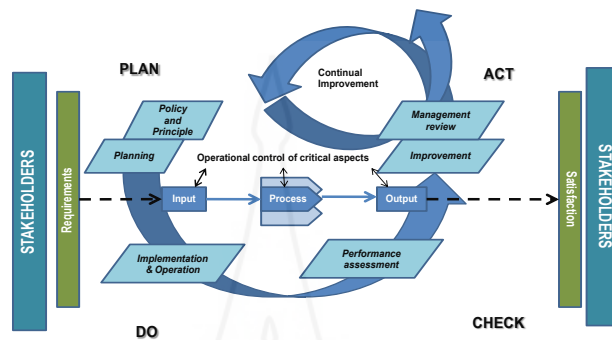 PLAN
ACT
Continual
Improvement
Policy
and
Principle
Planning
Management
review
Improvement
STAKEHOLDERS
Requirements
Operational control of critical aspects
Input
Process
Output
Satisfaction
STAKEHOLDERS
Implementation
& Operation
Performance
assessment
DO
CHECK